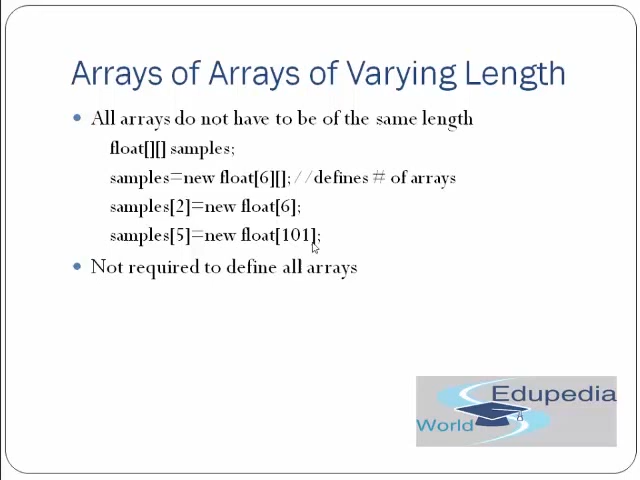 Arrays of Arrays of Varying Length
• All arrays do not have to be of the same length
float[][] samples;
samples=new float[6][]; //defines # of arrays
samples[2]=new float[6];
samples[5]=new float[101];
• Not required to define all arrays
Edupedia
World